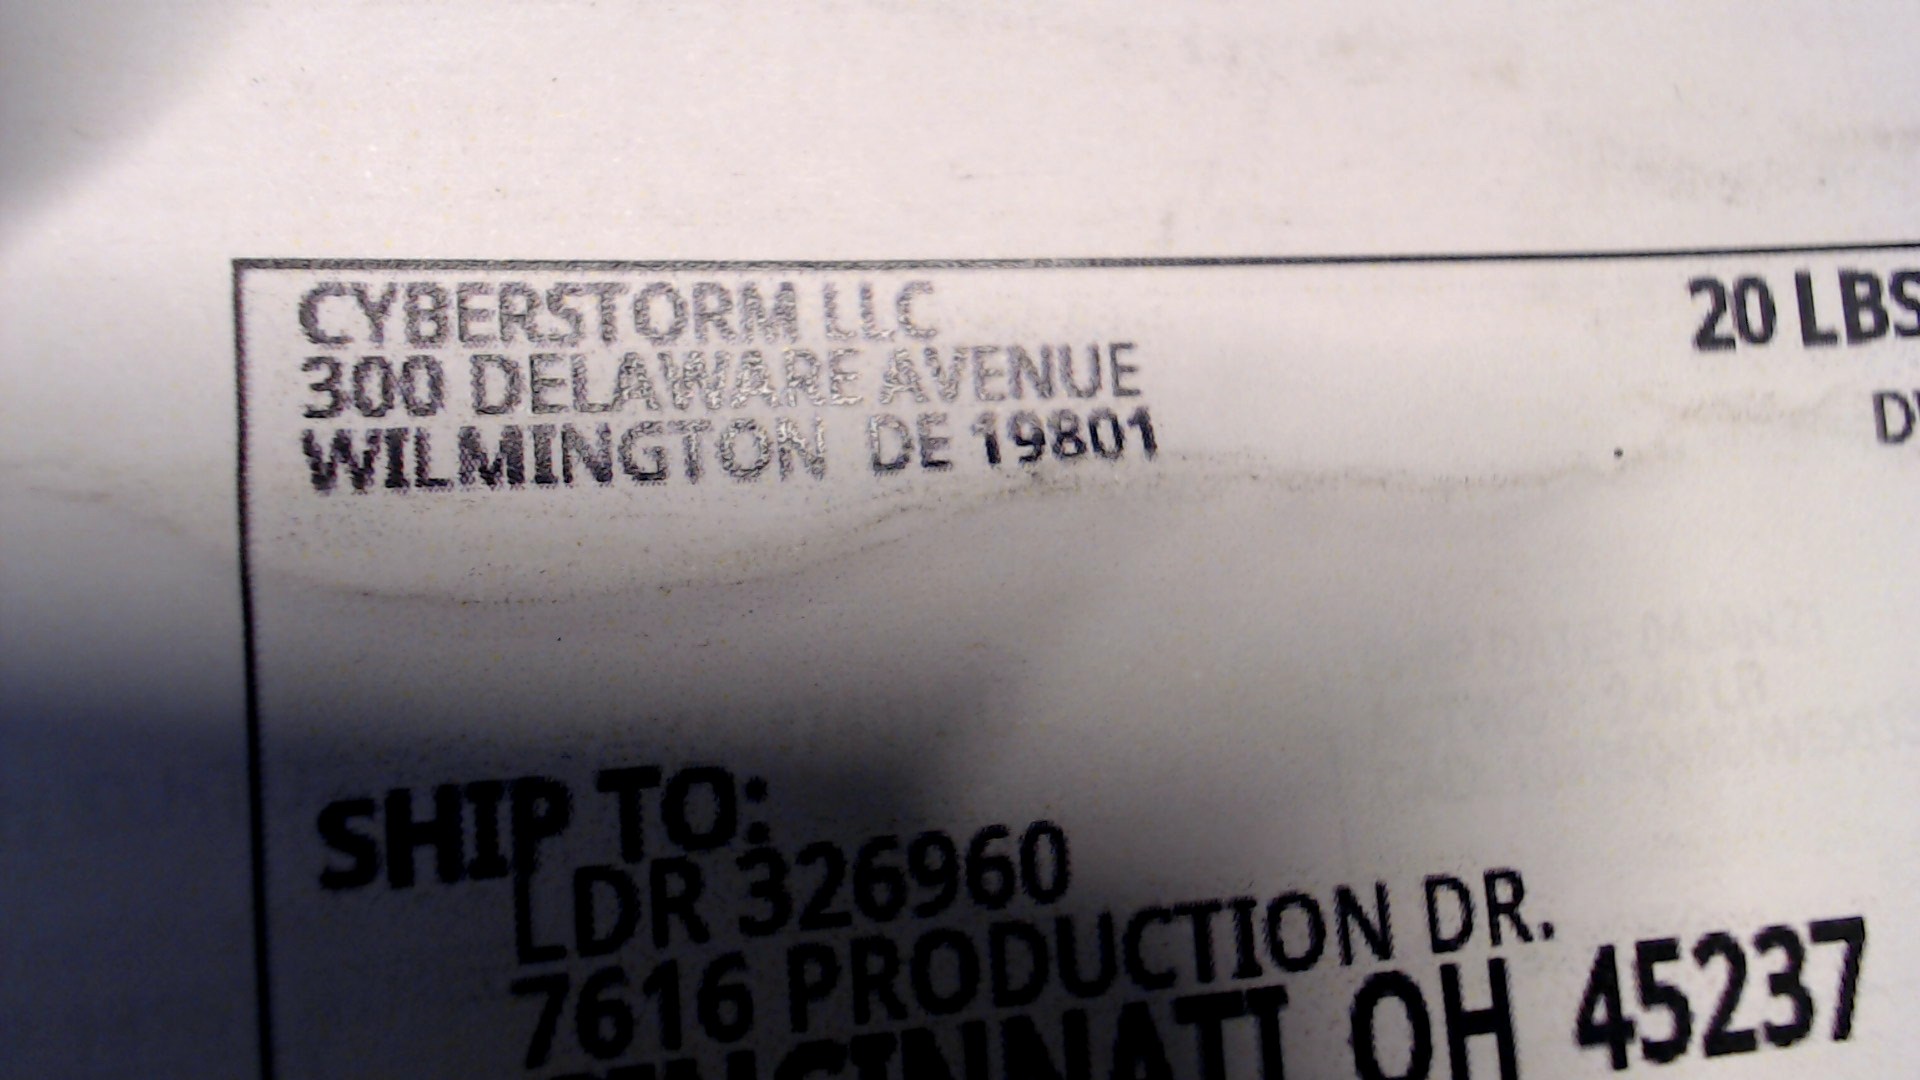 CYBERSTORM LLC
300 DELAWARE AVENUE
WILMINGTON DE 19801
20 LBS
SHIP TO:
LDR 326960
7616 PRODUCTION DR.
CINCINNATI OH 45237